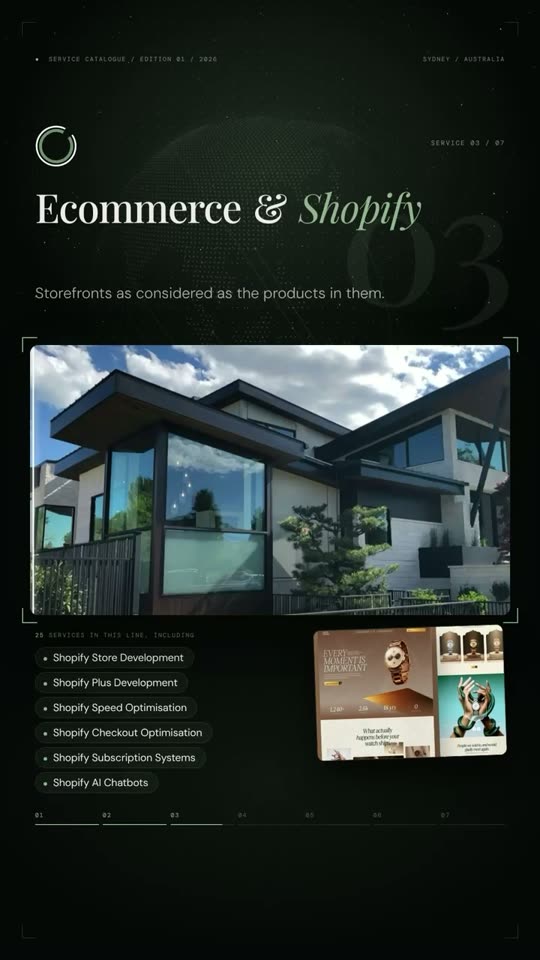 SERVICE CATALOGUE / EDITION 01 / 2026
SYDNEY / AUSTRALIA
SERVICE 03 / 07
Ecommerce & Shopify
03
Storefronts as considered as the products in them.
25 SERVICES IN THIS LINE, INCLUDING
Shopify Store Development
Shopify Plus Development
Shopify Speed Optimisation
Shopify Checkout Optimisation
Shopify Subscription Systems
Shopify AI Chatbots
EVERY
MOMENT IS
IMPORTANT
What actually
happens before your
watch ships
01 02 03 04 05 06 07